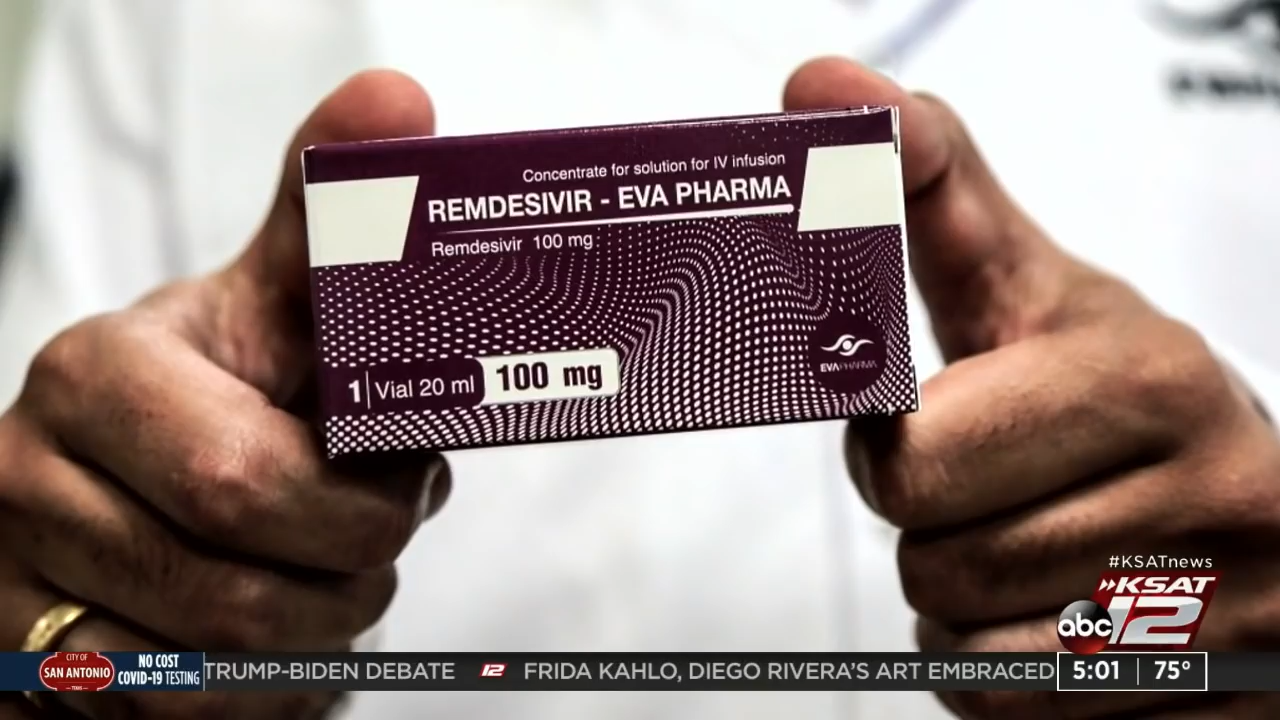 Concentrate for solution for IV infusion
REMDESIVIR - EVA PHARMA
Remdesivir 100 mg
1 Vial 20 ml 100 mg
EVAPHARMA
#KSATnews
KSAT
abc 12
CITY OF
SAN ANTONIO
TEXAS
NO COST
COVID-19 TESTING
TRUMP-BIDEN DEBATE 12 FRIDA KAHLO, DIEGO RIVERA'S ART EMBRACED
5:01 75°